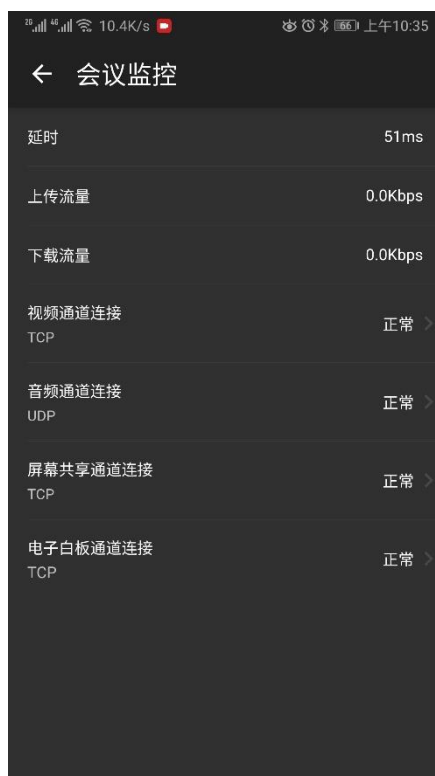 2G 4G 10.4K/s 66 上午10:35
会议监控
延时 51ms
上传流量 0.0Kbps
下载流量 0.0Kbps
视频通道连接
正常
TCP
音频通道连接
正常
UDP
屏幕共享通道连接
正常
TCP
电子白板通道连接
正常
TCP